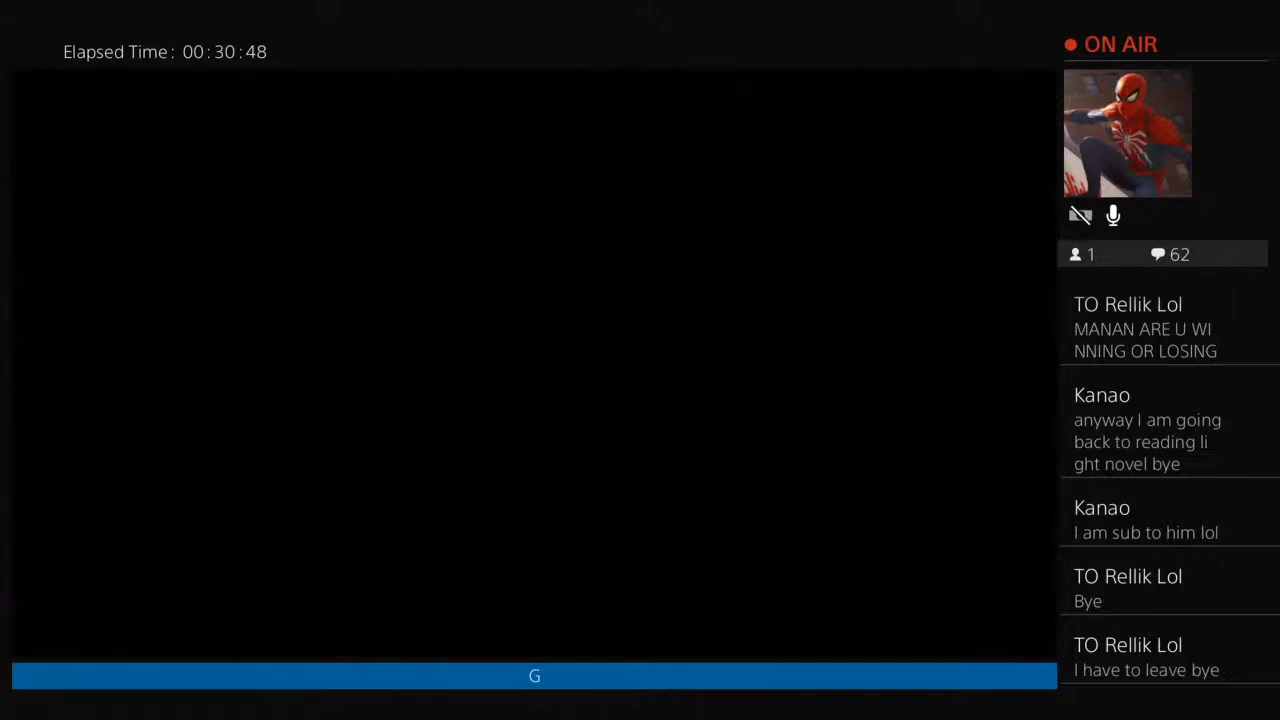 Elapsed Time: 00:30:48
ON AIR
1 62
TO Rellik Lol
MANAN ARE U WI
NNING OR LOSING
Kanao
anyway I am going
back to reading li
ght novel bye
Kanao
I am sub to him lol
TO Rellik Lol
Bye
TO Rellik Lol
I have to leave bye
G